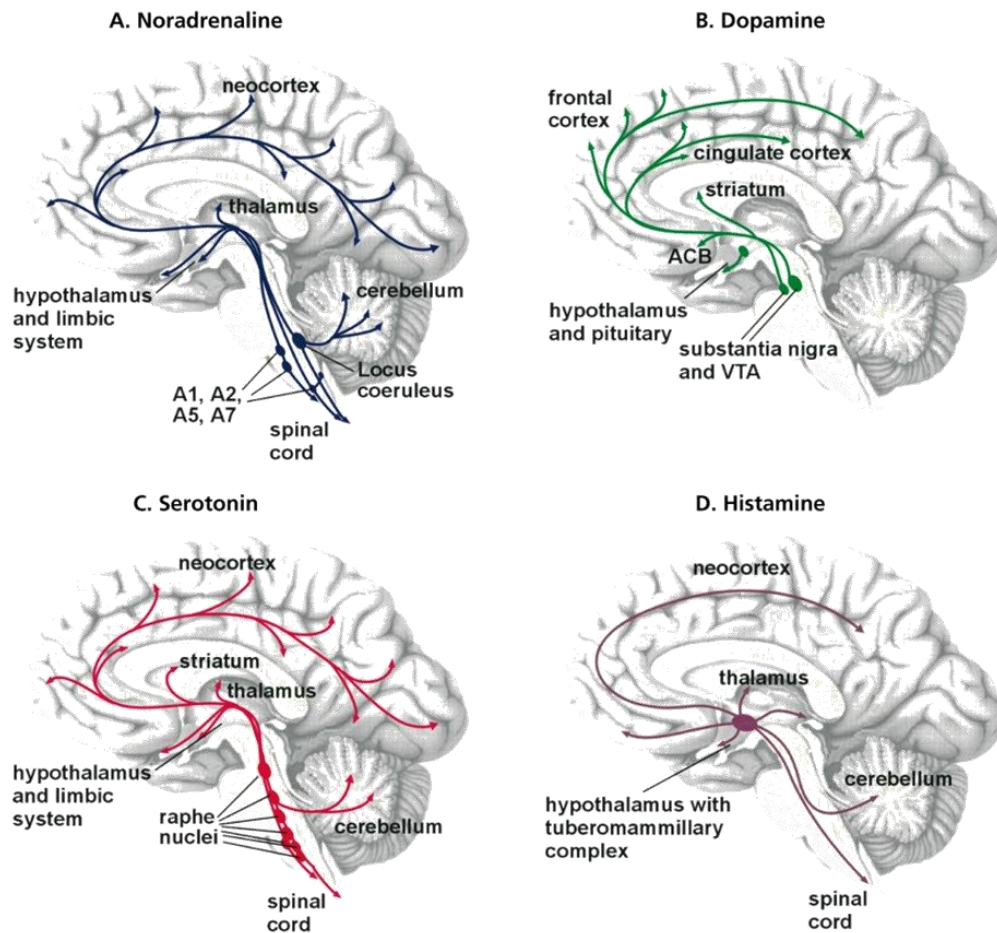 A. Noradrenaline
neocortex
thalamus
hypothalamus
and limbic
system
cerebellum
Locus
coeruleus
A1, A2,
A5, A7
spinal
cord
B. Dopamine
frontal
cortex
cingulate cortex
striatum
ACB
hypothalamus
and pituitary
substantia nigra
and VTA
C. Serotonin
neocortex
striatum
thalamus
hypothalamus
and limbic
system
raphe
nuclei
cerebellum
spinal
cord
D. Histamine
neocortex
thalamus
cerebellum
hypothalamus with
tuberomammillary
complex
spinal
cord